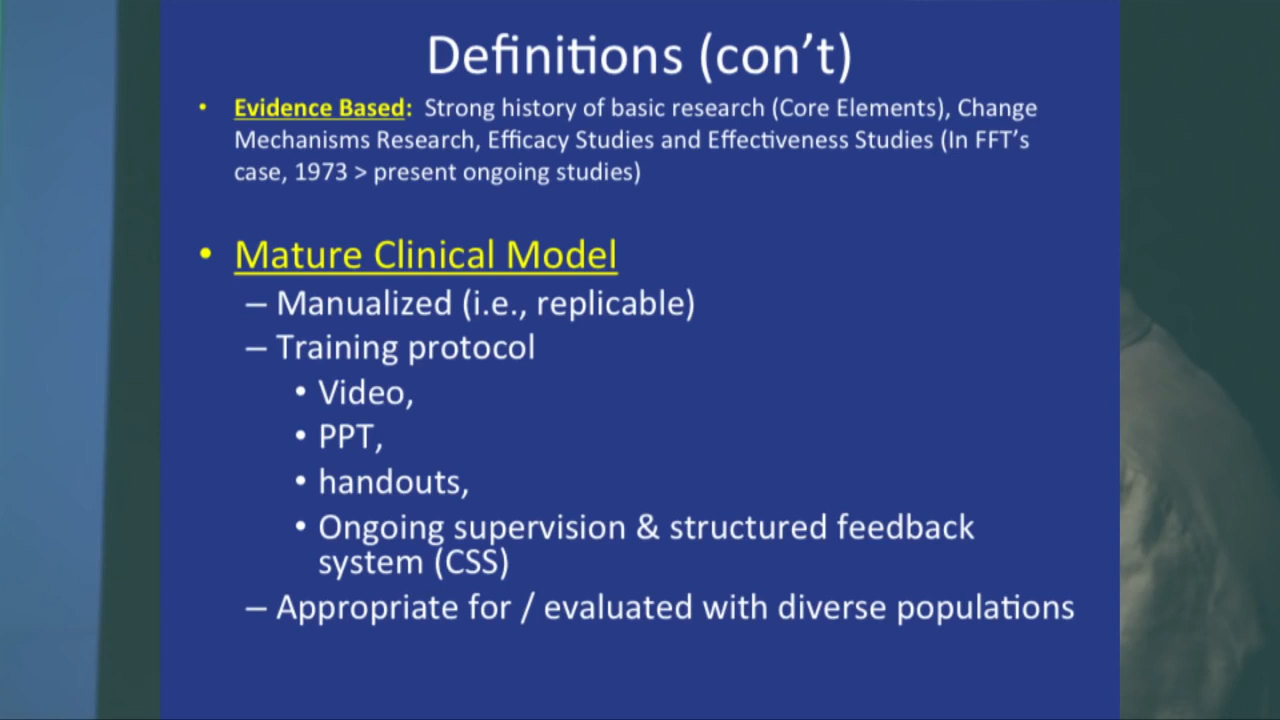 Definitions (con’t)
• Evidence Based: Strong history of basic research (Core Elements), Change
Mechanisms Research, Efficacy Studies and Effectiveness Studies (In FFT’s
case, 1973 > present ongoing studies)
• Mature Clinical Model
– Manualized (i.e., replicable)
– Training protocol
• Video,
• PPT,
• handouts,
• Ongoing supervision & structured feedback
system (CSS)
– Appropriate for / evaluated with diverse populations